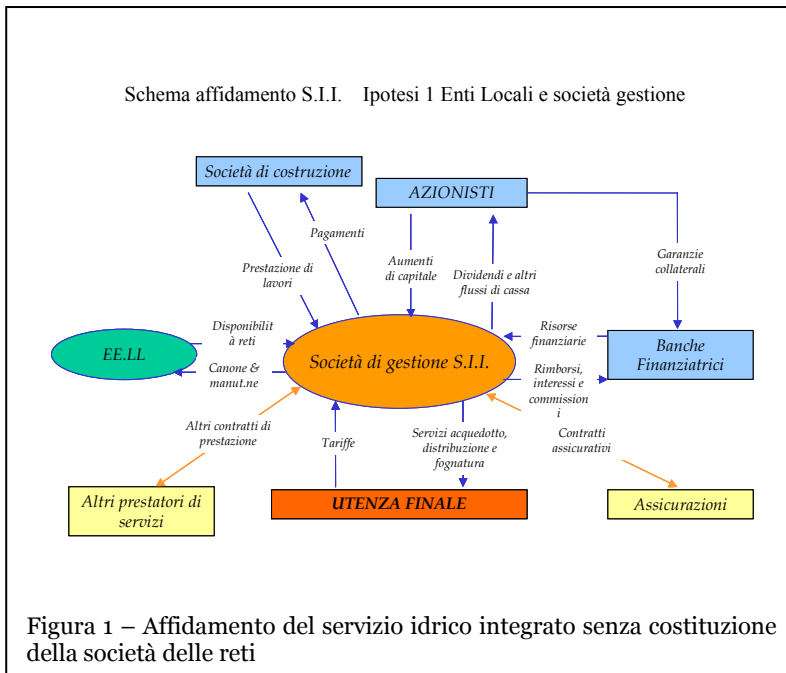 Schema affidamento S.I.I. Ipotesi 1 Enti Locali e società gestione
Società di costruzione
AZIONISTI
Pagamenti
Prestazione di
lavori
Aumenti
di capitale
Dividendi e altri
flussi di cassa
Garanzie
collaterali
Disponibilit
à reti
EE.LL
Canone &
manut.ne
Società di gestione S.I.I.
Risorse
finanziarie
Banche
Finanziatrici
Rimborsi,
interessi e
commission
i
Altri contratti di
prestazione
Tariffe
Servizi acquedotto,
distribuzione e
fognatura
Contratti
assicurativi
Altri prestatori di
servizi
UTENZA FINALE
Assicurazioni
Figura 1 – Affidamento del servizio idrico integrato senza costituzione
della società delle reti